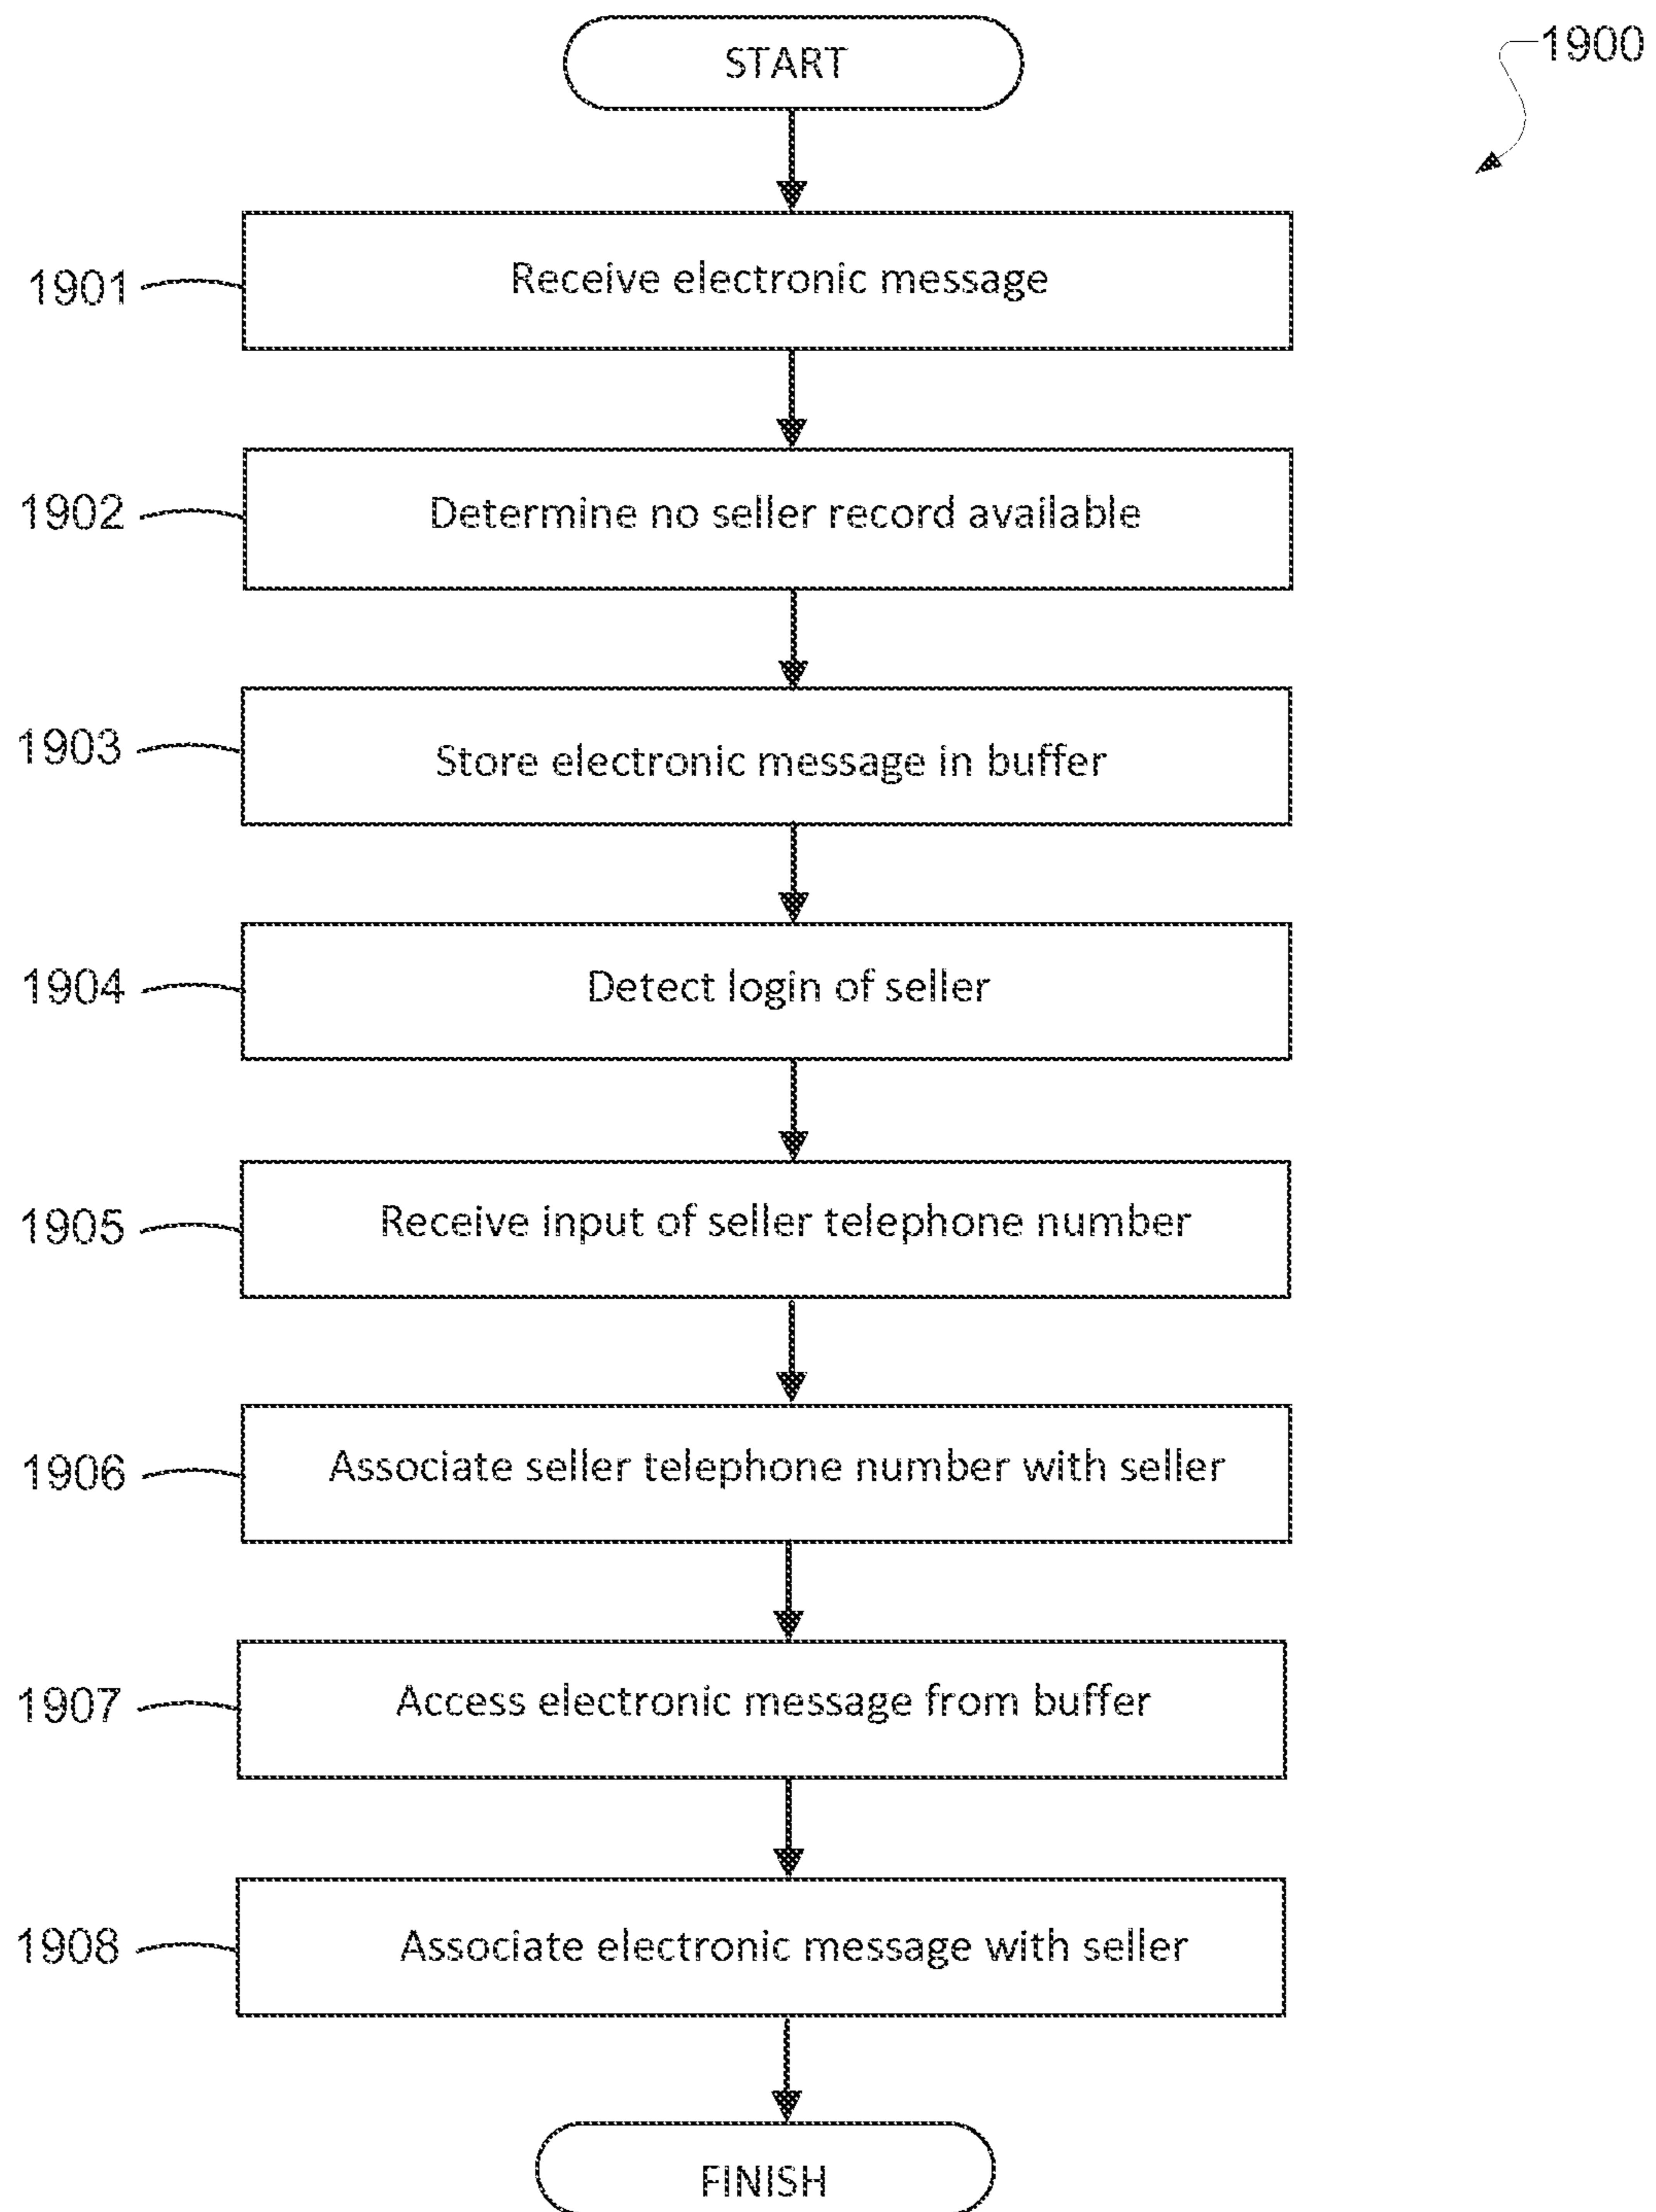 START
1900
1901
Receive electronic message
1902
Determine no seller record available
1903
Store electronic message in buffer
1904
Detect login of seller
1905
Receive input of seller telephone number
1906
Associate seller telephone number with seller
1907
Access electronic message from buffer
1908
Associate electronic message with seller
FINISH